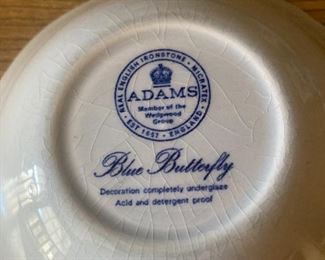 REAL ENGLISH IRONSTONE · MICRATEX
ADAMS
Member of the
Wedgwood
Group
EST 1657 · ENGLAND
Blue Butterfly
Decoration completely underglaze
Acid and detergent proof